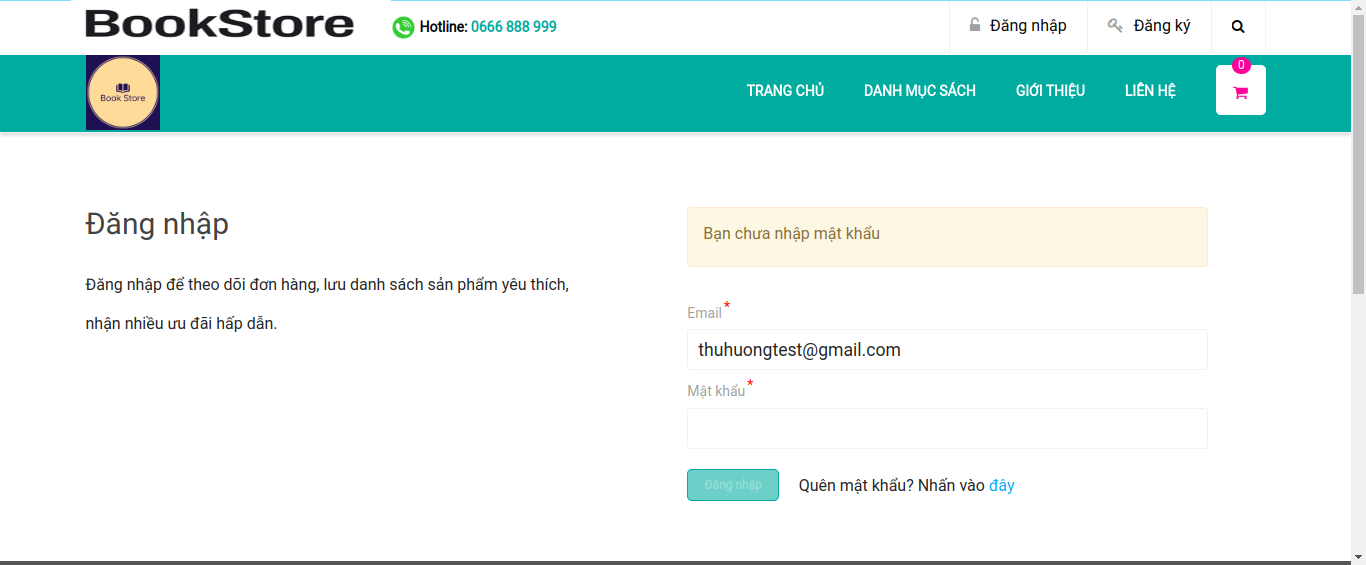 BookStore
Hotline: 0666 888 999
Đăng nhập
Đăng ký
Book Store
TRANG CHỦ
DANH MỤC SÁCH
GIỚI THIỆU
LIÊN HỆ
0
Đăng nhập
Đăng nhập để theo dõi đơn hàng, lưu danh sách sản phẩm yêu thích,
nhận nhiều ưu đãi hấp dẫn.
Bạn chưa nhập mật khẩu
Email *
thuhuongtest@gmail.com
Mật khẩu *
Đăng nhập
Quên mật khẩu? Nhấn vào đây